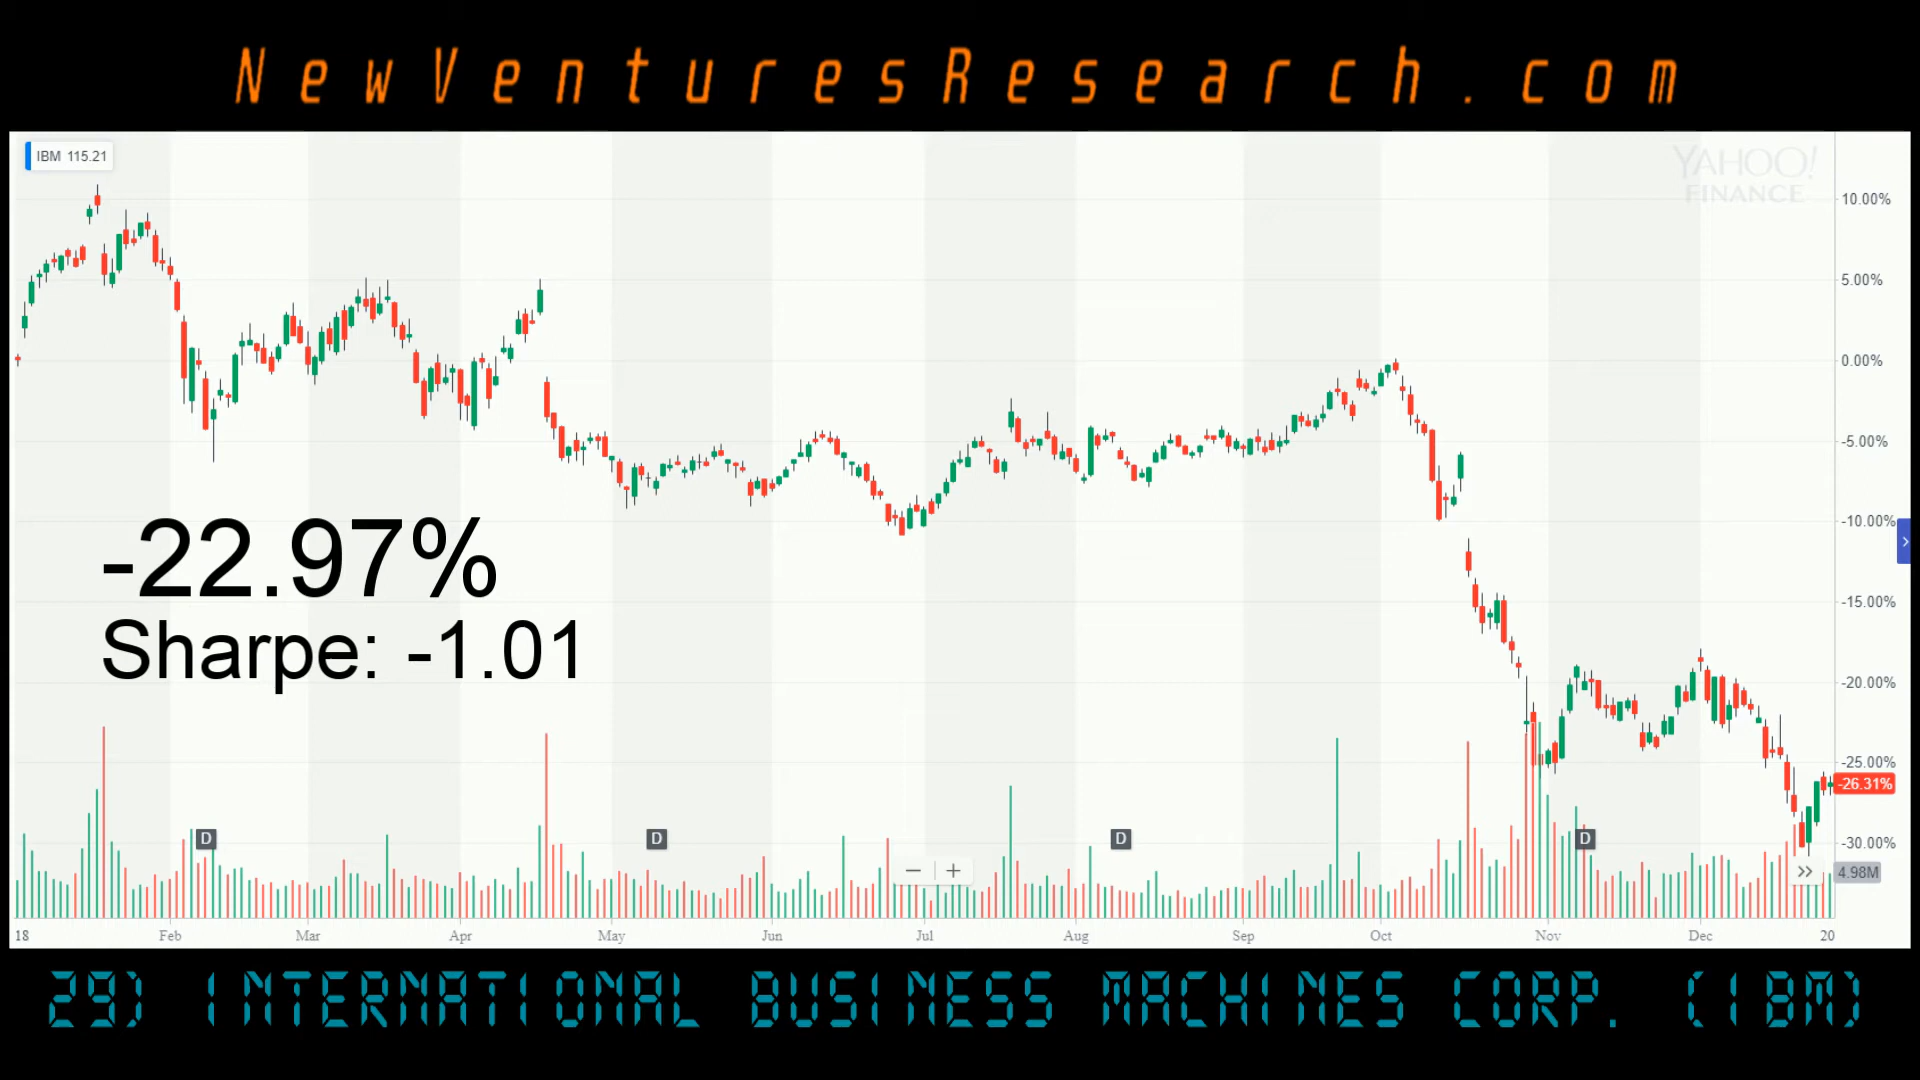 NewVenturesResearch.com
IBM 115.21
YAHOO!
FINANCE
10.00%
5.00%
0.00%
-5.00%
-10.00%
-15.00%
-20.00%
-25.00%
-26.31%
-30.00%
4.98M
-22.97%
Sharpe: -1.01
D D D D
18 Feb Mar Apr May Jun Jul Aug Sep Oct Nov Dec 20
29) INTERNATIONAL BUSINESS MACHINES CORP. (IBM)